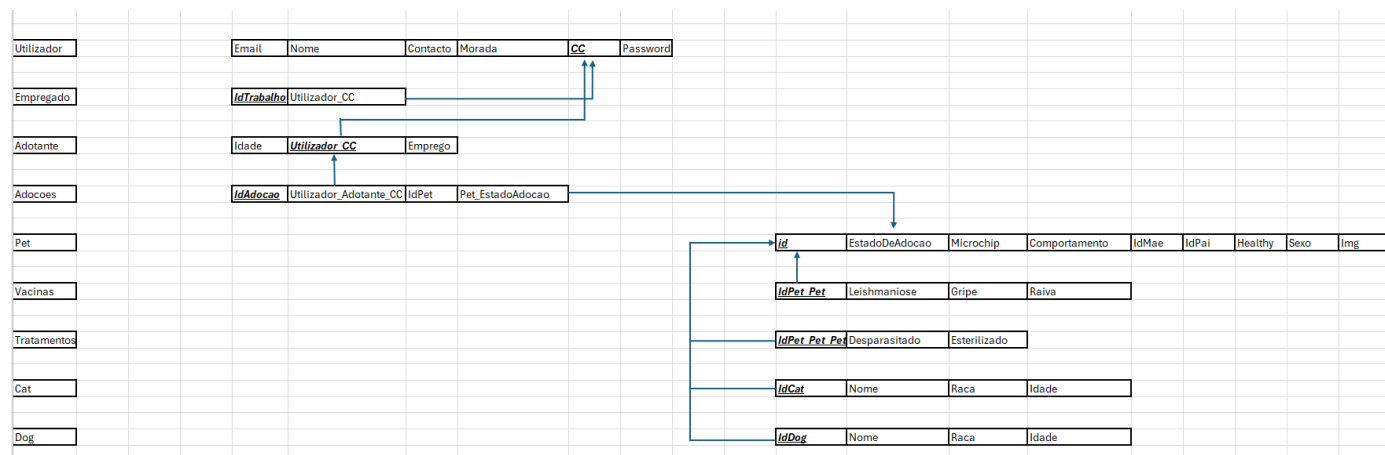 Utilizador Email Nome Contacto Morada CC Password
Empregado IdTrabalho Utilizador_CC
Adotante Idade Utilizador_CC Emprego
Adocoes IdAdocao Utilizador_Adotante_CC IdPet Pet_EstadoAdocao
Pet id EstadoDeAdocao Microchip Comportamento IdMae IdPai Healthy Sexo Img
Vacinas IdPet_Pet Leishmaniose Gripe Raiva
Tratamentos IdPet_Pet_Pet Desparasitado Esterilizado
Cat IdCat Nome Raca Idade
Dog IdDog Nome Raca Idade